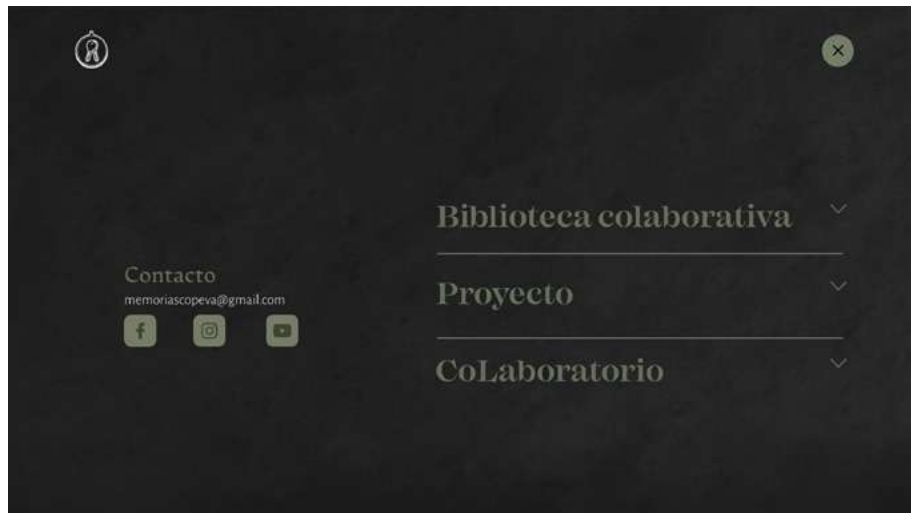 Biblioteca colaborativa
Contacto
memoriascopeva@gmail.com
Proyecto
CoLaboratorio